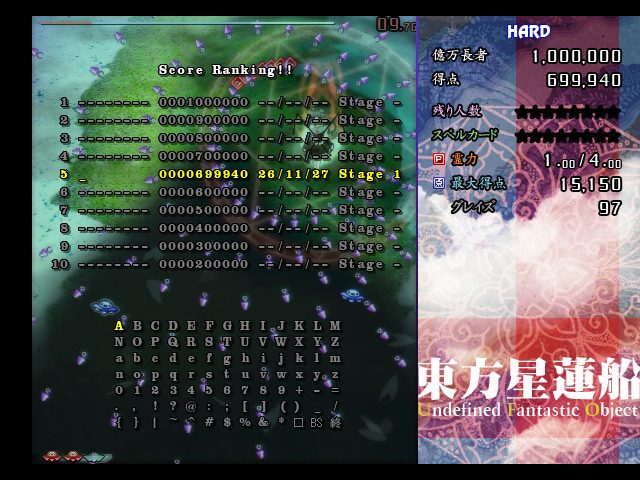 09.70
HARD
億万長者 1,000,000
得点 699,940
残り人数
スペルカード
P 霊力 1.00/4.00
点 最大得点 15,150
グレイズ 97
Score Ranking!!
1 -------- 0001000000 --/--/-- Stage -
2 -------- 0000900000 --/--/-- Stage -
3 -------- 0000800000 --/--/-- Stage -
4 -------- 0000700000 --/--/-- Stage -
5 _ 0000699940 26/11/27 Stage 1
6 -------- 0000600000 --/--/-- Stage -
7 -------- 0000500000 --/--/-- Stage -
8 -------- 0000400000 --/--/-- Stage -
9 -------- 0000300000 --/--/-- Stage -
10 -------- 0000200000 --/--/-- Stage -
A B C D E F G H I J K L M
N O P Q R S T U V W X Y Z
a b c d e f g h i j k l m
n o p q r s t u v w x y z
0 1 2 3 4 5 6 7 8 9 + - =
. , ! ? @ : ; [ ] ( ) _ /
{ } | ~ ^ # $ % & * □ BS 終
東方星蓮船
Undefined Fantastic Object